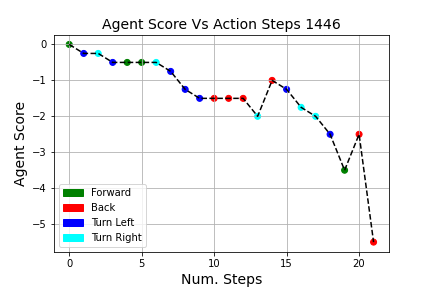 Agent Score Vs Action Steps 1446
Agent Score
0
−1
−2
−3
−4
−5
Forward
Back
Turn Left
Turn Right
0 5 10 15 20
Num. Steps